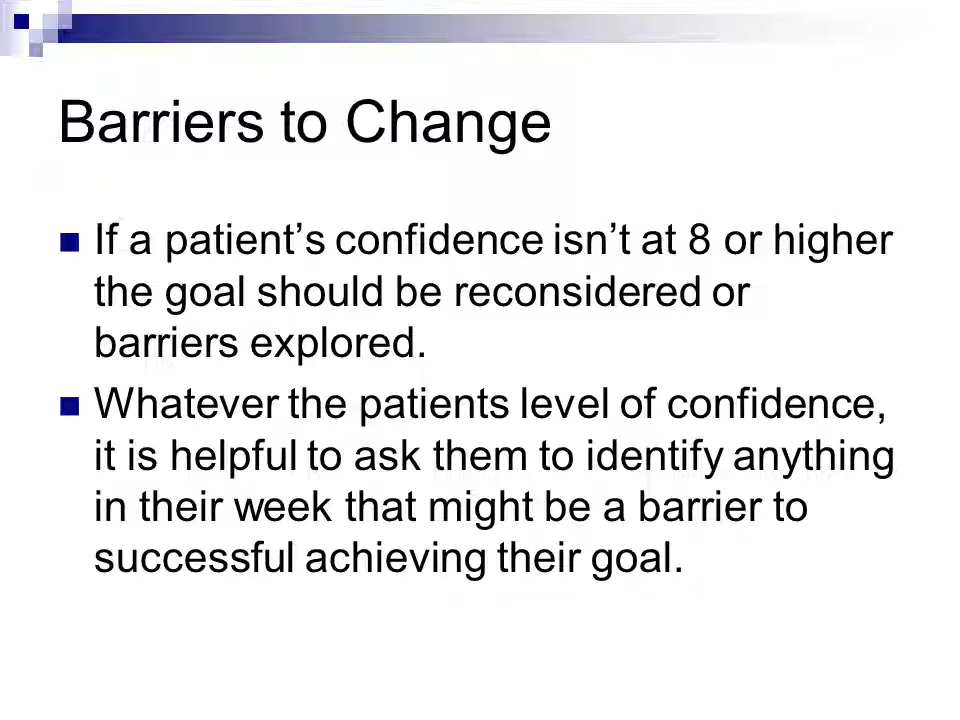 Barriers to Change
If a patient’s confidence isn’t at 8 or higher
the goal should be reconsidered or
barriers explored.
Whatever the patients level of confidence,
it is helpful to ask them to identify anything
in their week that might be a barrier to
successful achieving their goal.